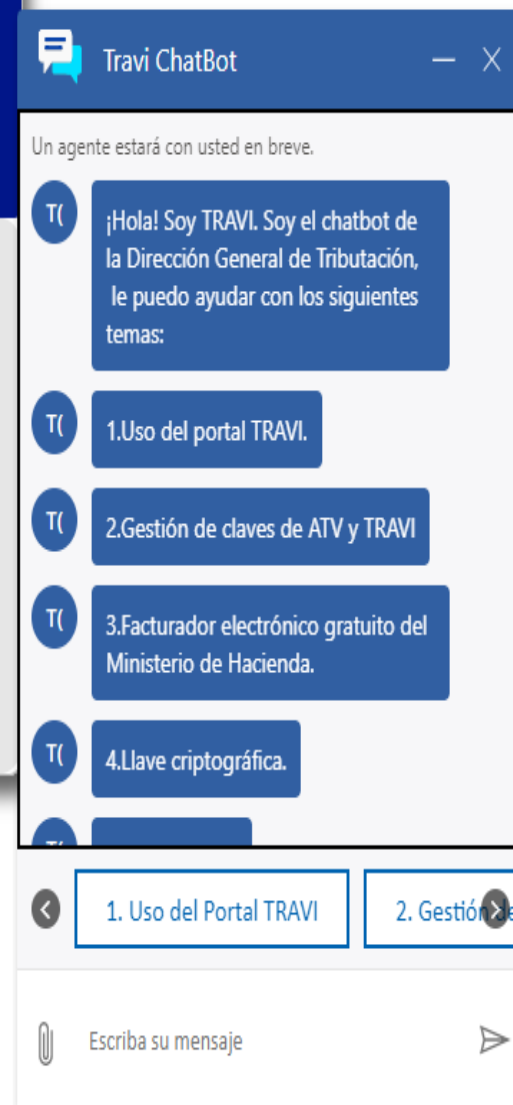 Travi ChatBot
Un agente estará con usted en breve.
T(
¡Hola! Soy TRAVI. Soy el chatbot de
la Dirección General de Tributación,
le puedo ayudar con los siguientes
temas:
T(
1.Uso del portal TRAVI.
T(
2.Gestión de claves de ATV y TRAVI
T(
3.Facturador electrónico gratuito del
Ministerio de Hacienda.
T(
4.Llave criptográfica.
1. Uso del Portal TRAVI
2. Gestión de
Escriba su mensaje